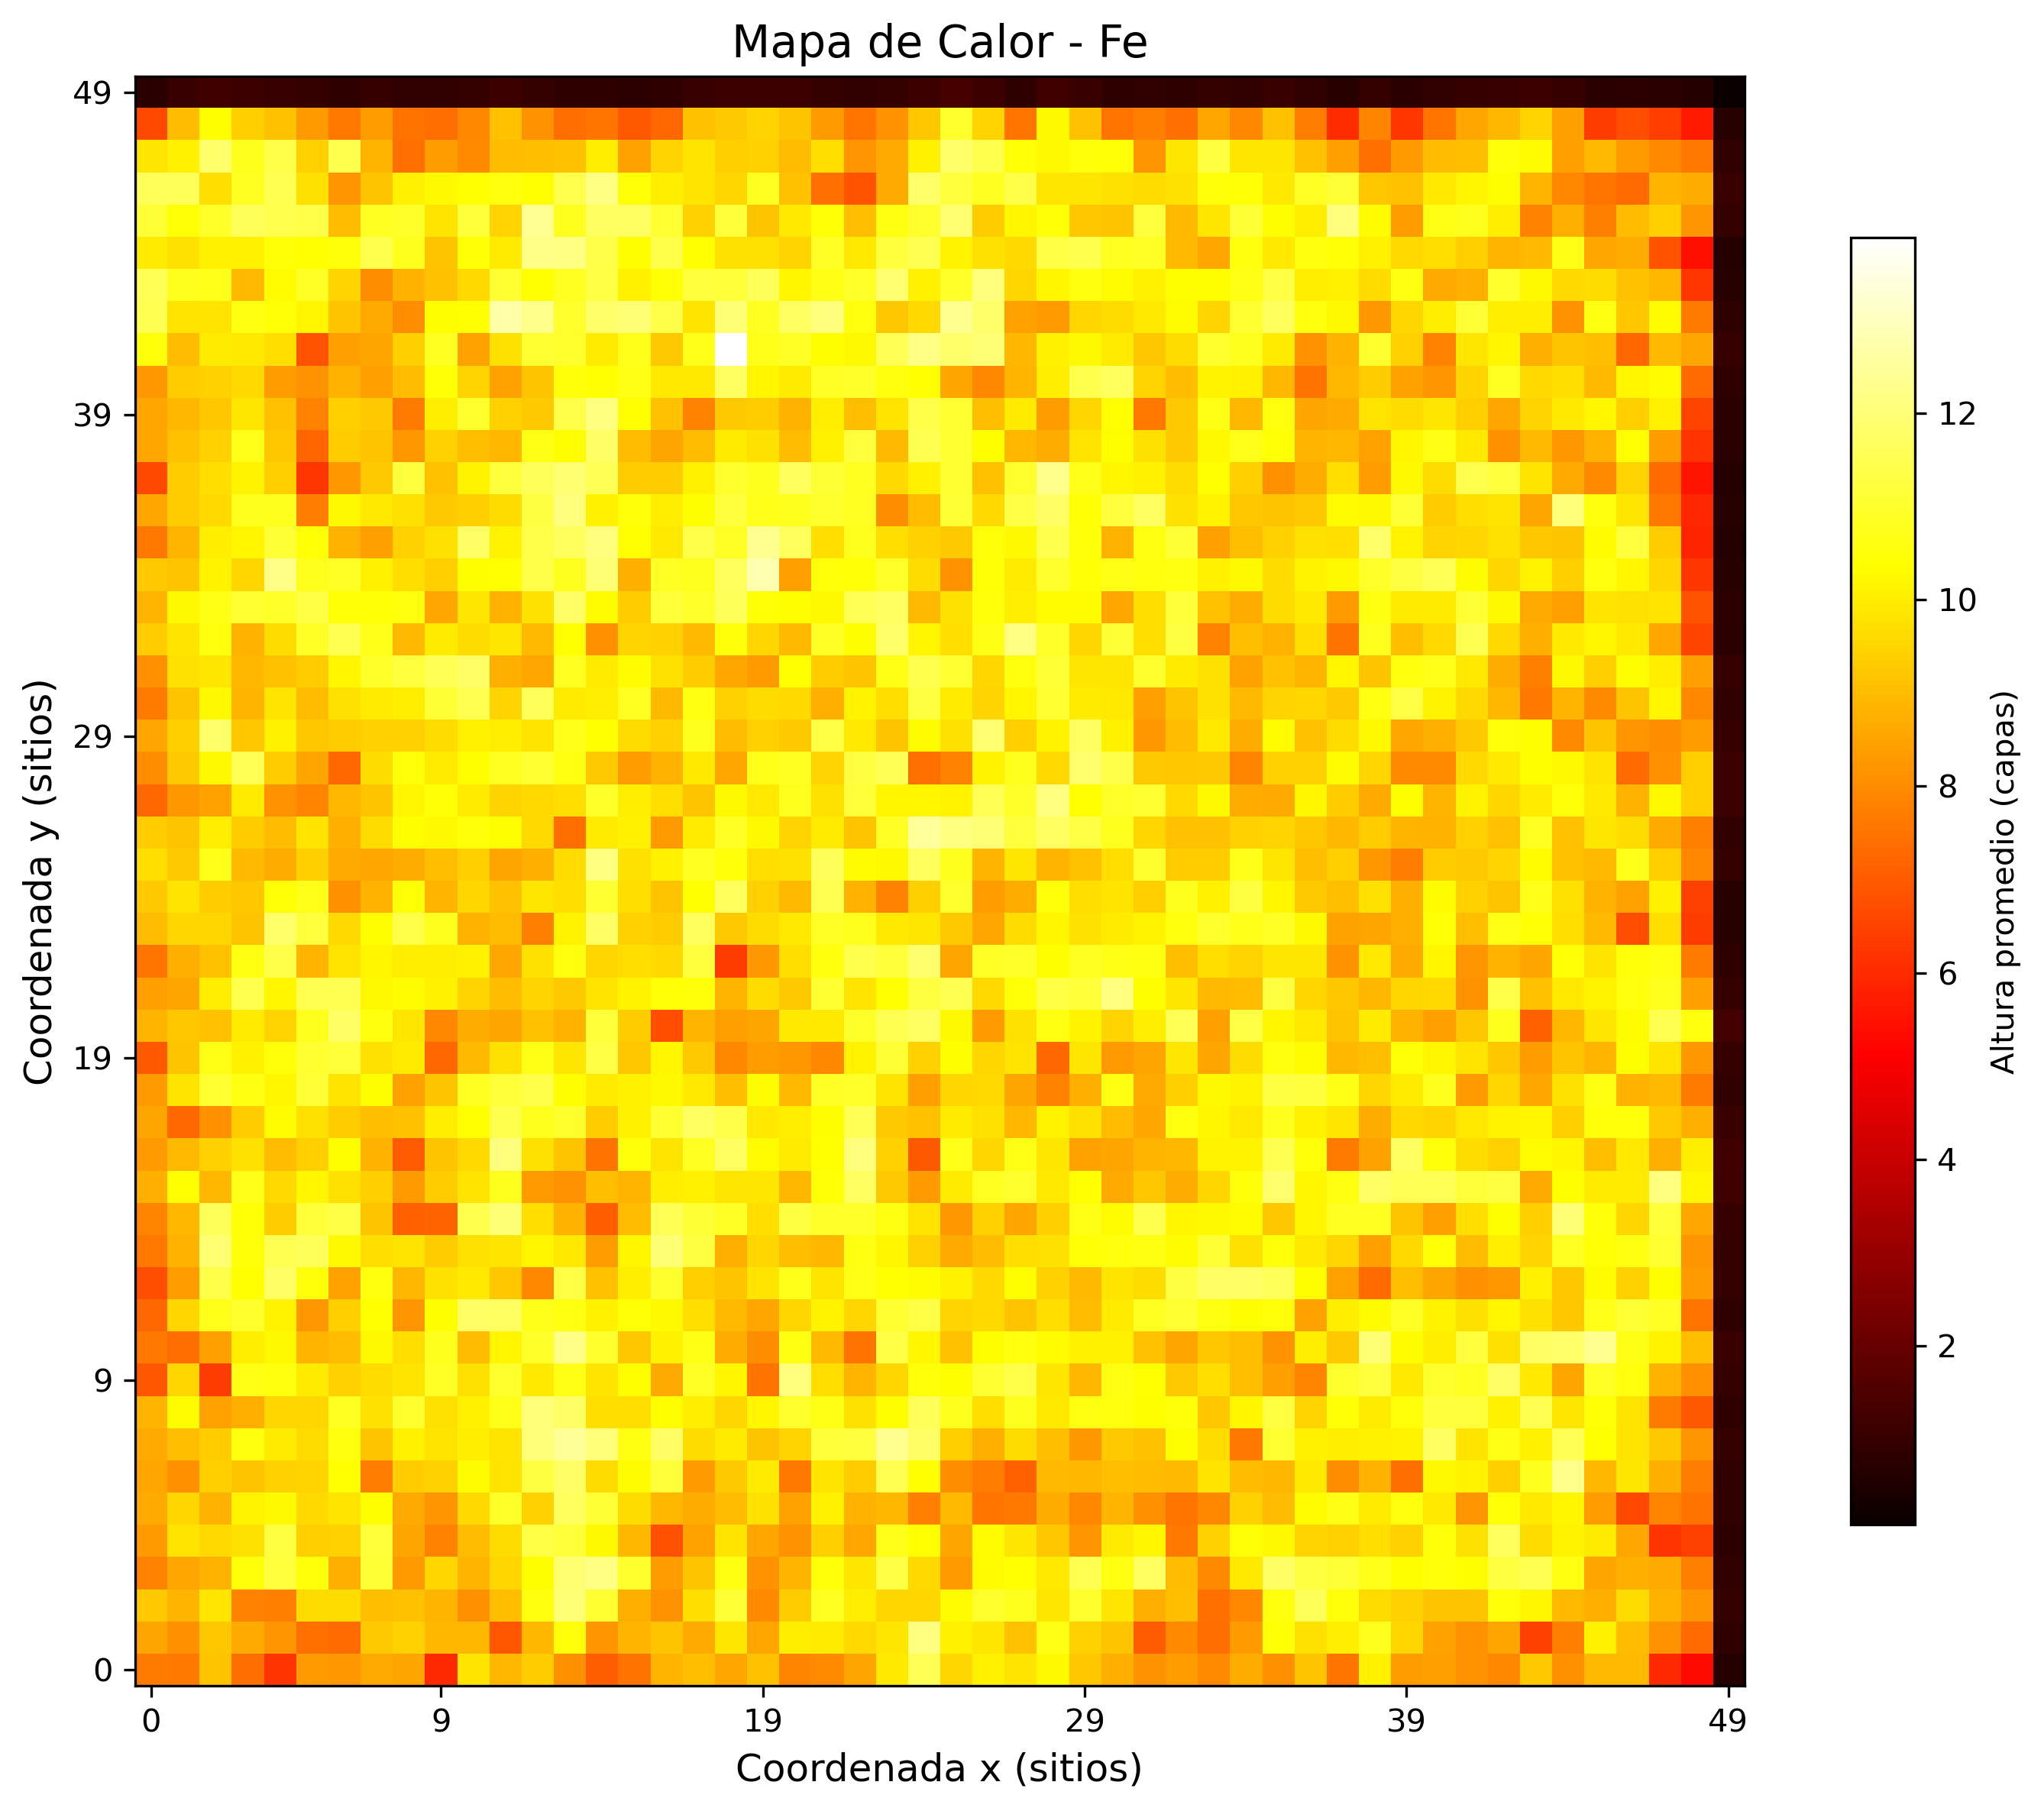 Mapa de Calor - Fe
49
39
29
19
9
0
Coordenada y (sitios)
0 9 19 29 39 49
Coordenada x (sitios)
12
10
8
6
4
2
Altura promedio (capas)